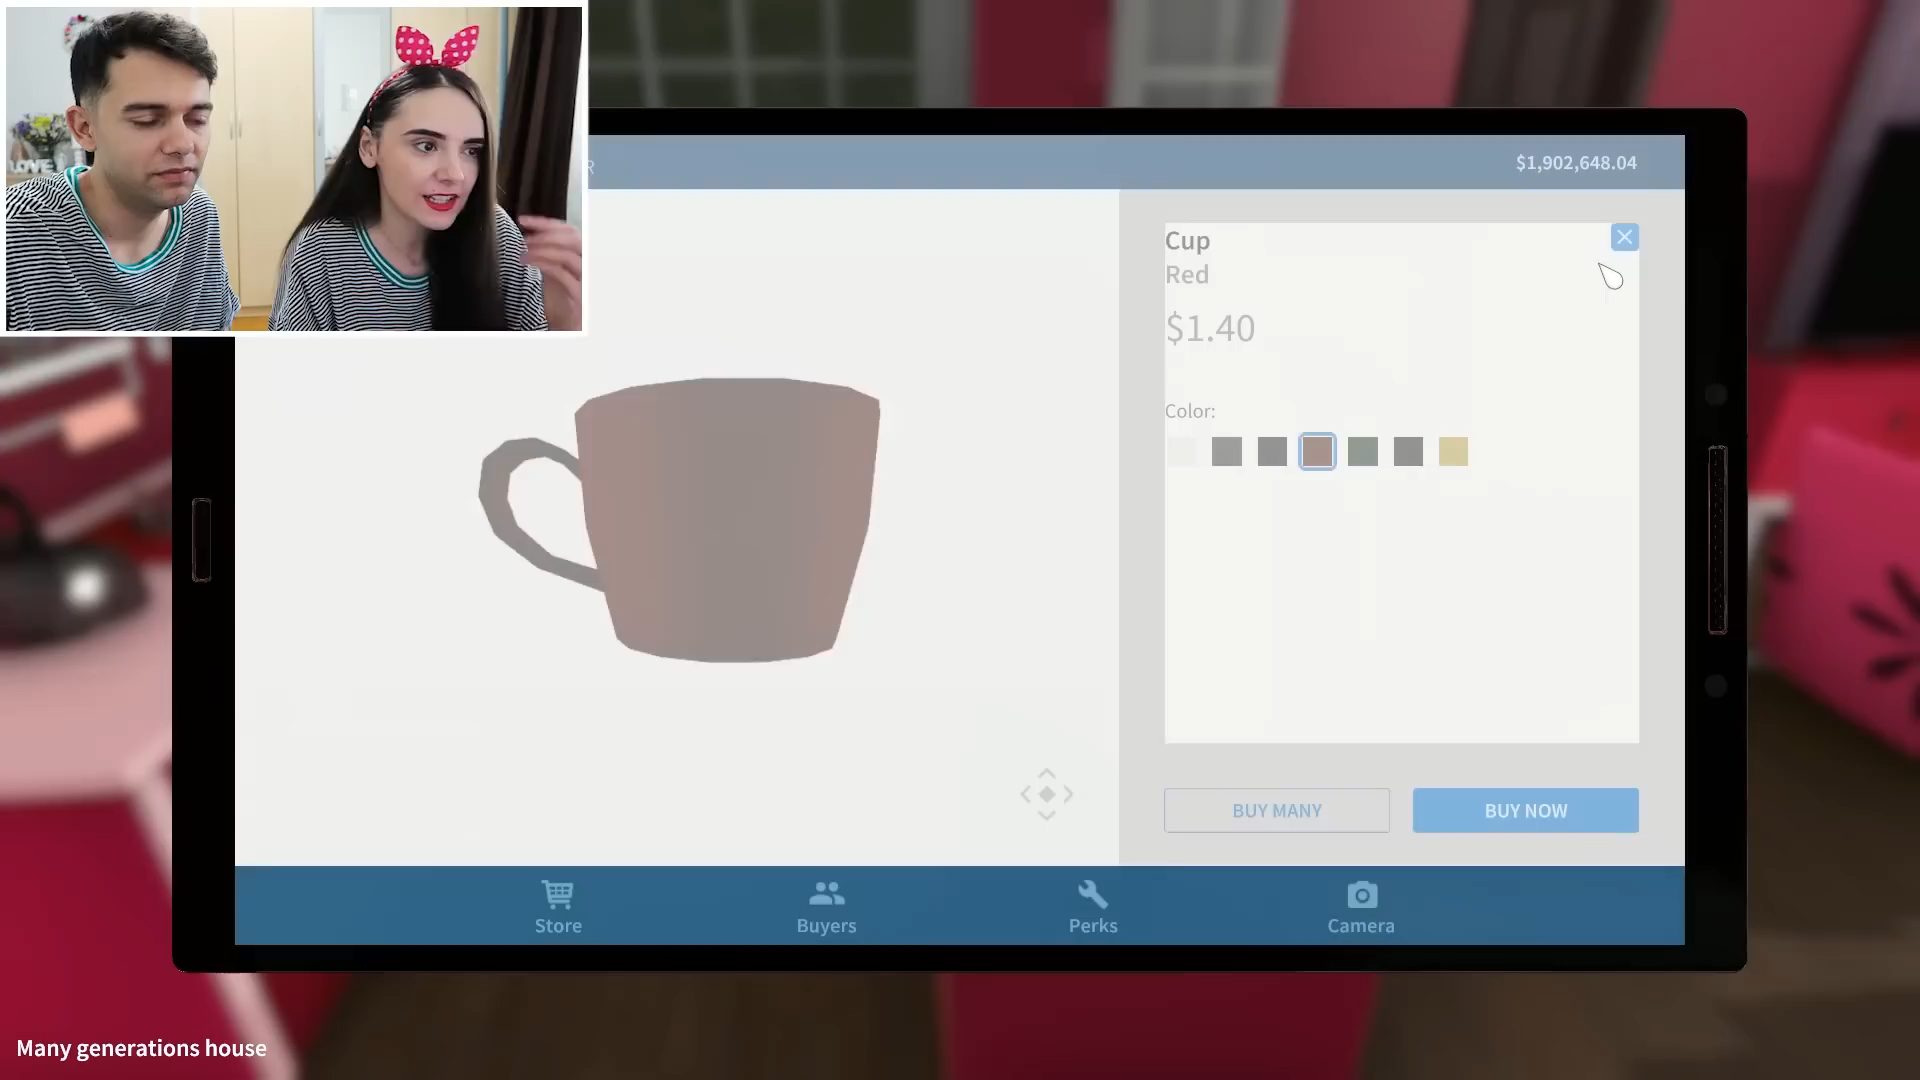 LOVE
R
$1,902,648.04
Cup
Red
$1.40
Color:
BUY MANY
BUY NOW
Store
Buyers
Perks
Camera
Many generations house